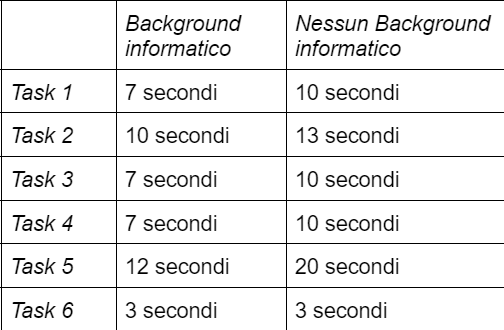 Background informatico Nessun Background informatico
Task 1 7 secondi 10 secondi
Task 2 10 secondi 13 secondi
Task 3 7 secondi 10 secondi
Task 4 7 secondi 10 secondi
Task 5 12 secondi 20 secondi
Task 6 3 secondi 3 secondi